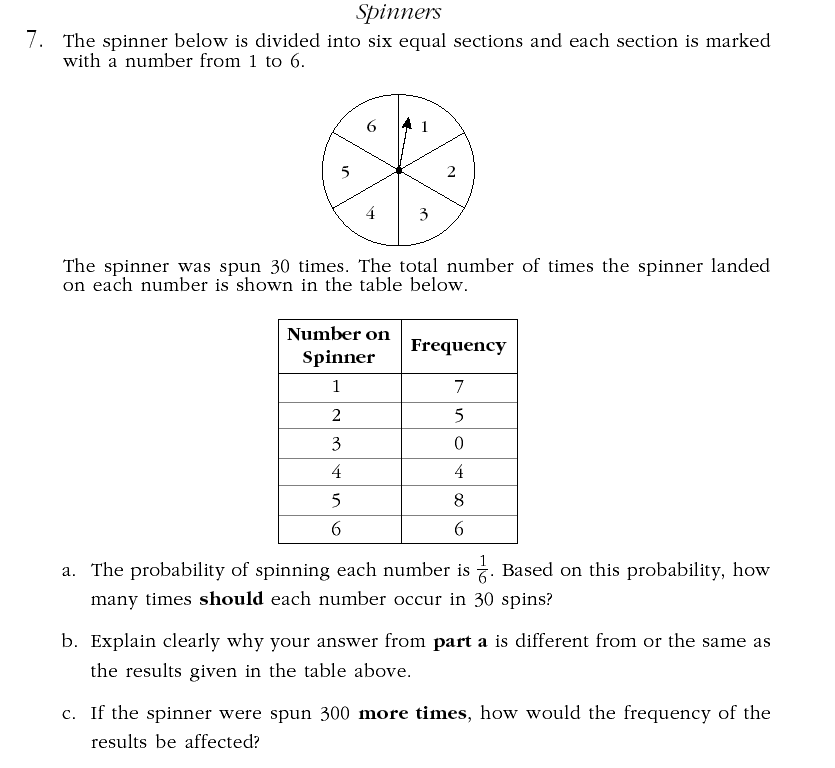 Spinners
7. The spinner below is divided into six equal sections and each section is marked
with a number from 1 to 6.
6 1
5 2
4 3
The spinner was spun 30 times. The total number of times the spinner landed
on each number is shown in the table below.
Number on
Spinner Frequency
1 7
2 5
3 0
4 4
5 8
6 6
a. The probability of spinning each number is 1/6. Based on this probability, how
many times should each number occur in 30 spins?
b. Explain clearly why your answer from part a is different from or the same as
the results given in the table above.
c. If the spinner were spun 300 more times, how would the frequency of the
results be affected?